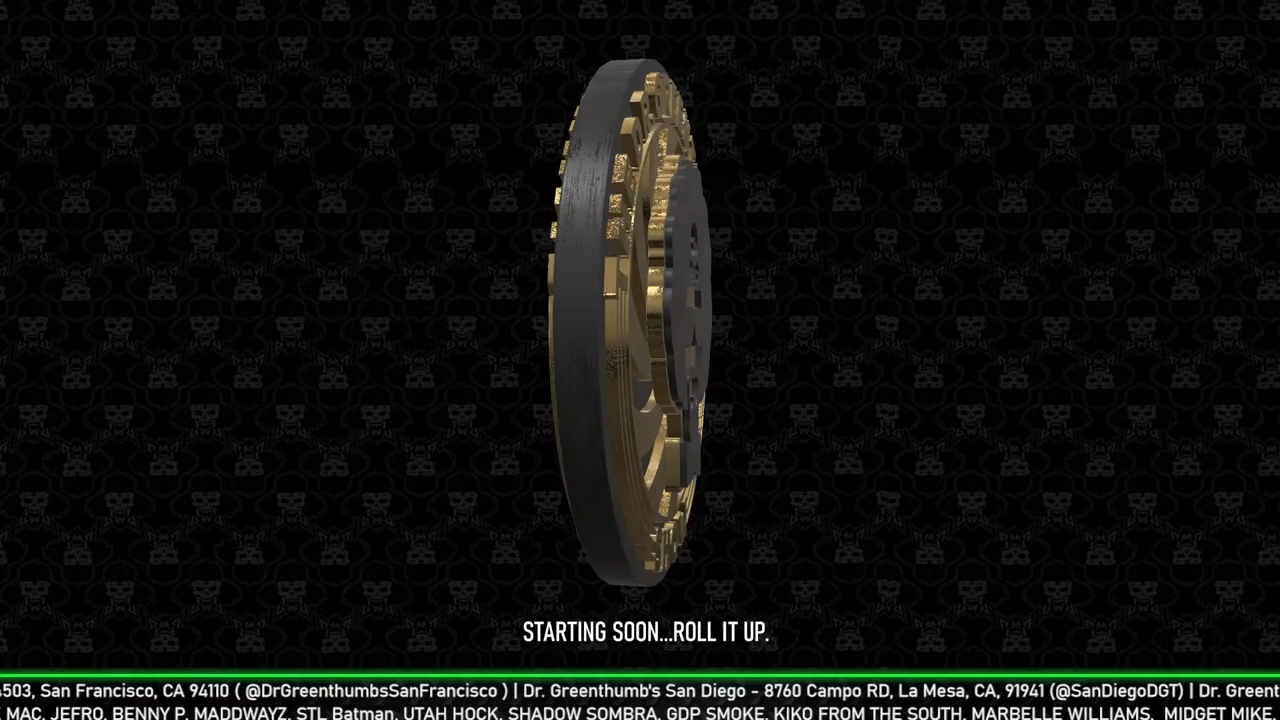 STARTING SOON...ROLL IT UP.
4503, San Francisco, CA 94110 ( @DrGreenthumbsSanFrancisco ) | Dr. Greenthumb's San Diego - 8760 Campo RD, La Mesa, CA, 91941 (@SanDiegoDGT) | Dr. Greent
MAC, JEFRO, BENNY P, MADDWAYZ, STL Batman, UTAH HOCK, SHADOW SOMBRA, GDP SMOKE, KIKO FROM THE SOUTH, MARBELLE WILLIAMS, MIDGET MIKE